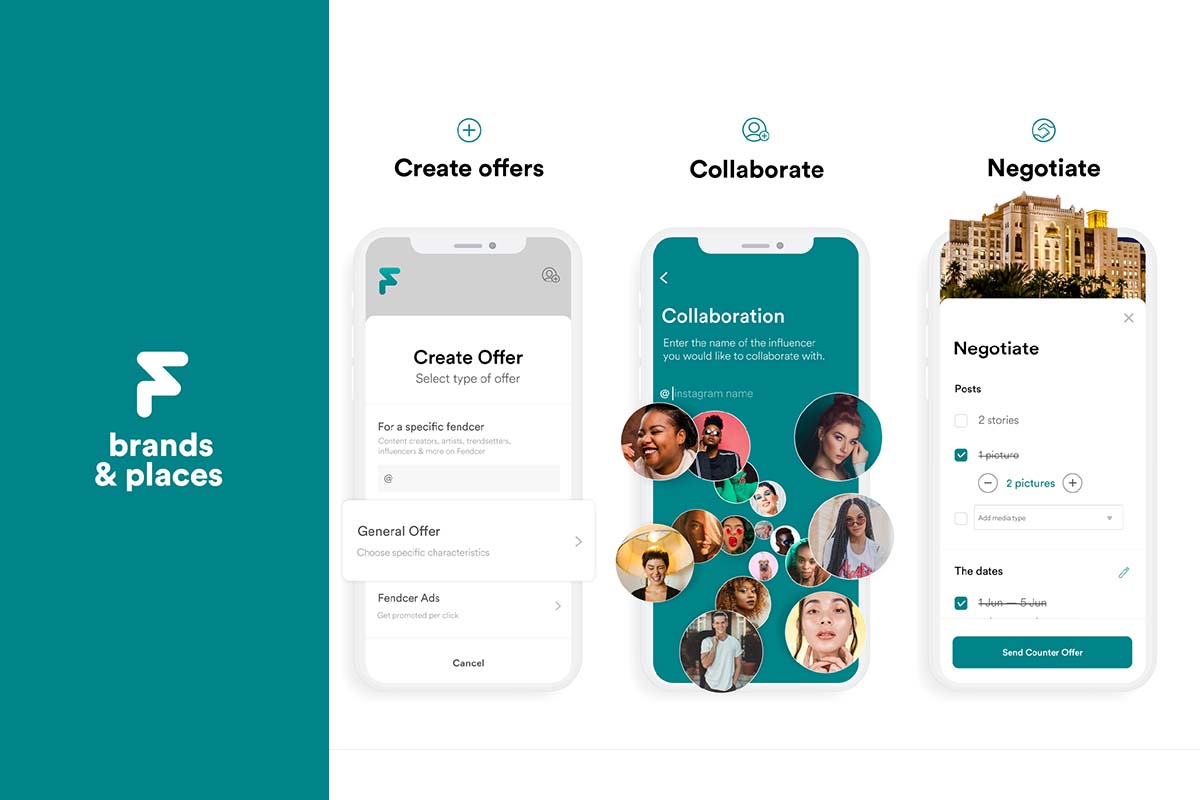 brands
& places
Create offers
Create Offer
Select type of offer
For a specific fendcer
Content creators, artists, trendsetters,
influencers & more on Fendcer
@
General Offer
Choose specific characteristics
Fendcer Ads
Get promoted per click
Cancel
Collaborate
Collaboration
Enter the name of the influencer
you would like to collaborate with.
@ instagram name
Negotiate
Negotiate
Posts
2 stories
1 picture
2 pictures
Add media type
The dates
1 Jun — 5 Jun
Send Counter Offer